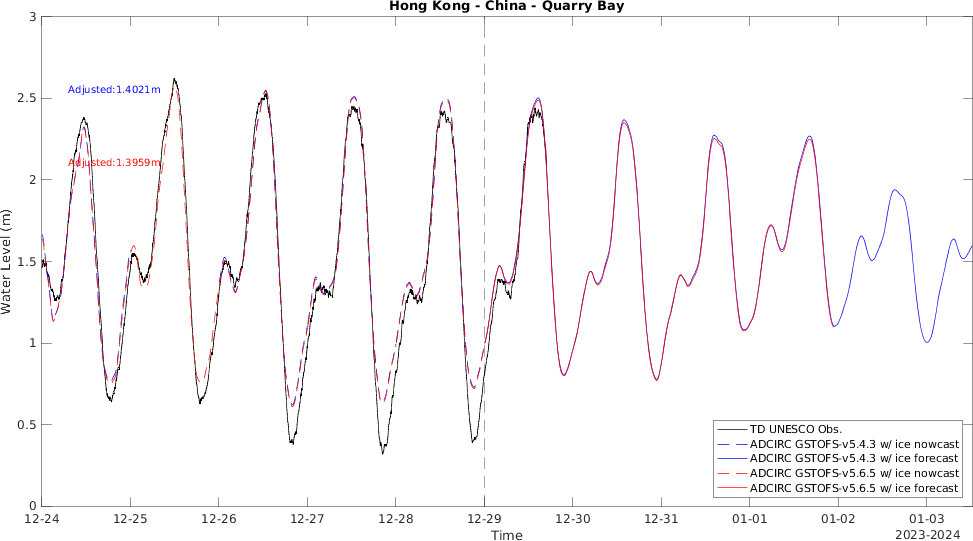 Hong Kong - China - Quarry Bay
3
2.5
2
1.5
1
0.5
0
Water Level (m)
Adjusted:1.4021m
Adjusted:1.3959m
TD UNESCO Obs.
ADCIRC GSTOFS-v5.4.3 w/ ice nowcast
ADCIRC GSTOFS-v5.4.3 w/ ice forecast
ADCIRC GSTOFS-v5.6.5 w/ ice nowcast
ADCIRC GSTOFS-v5.6.5 w/ ice forecast
12-24 12-25 12-26 12-27 12-28 12-29 12-30 12-31 01-01 01-02 01-03
Time
2023-2024